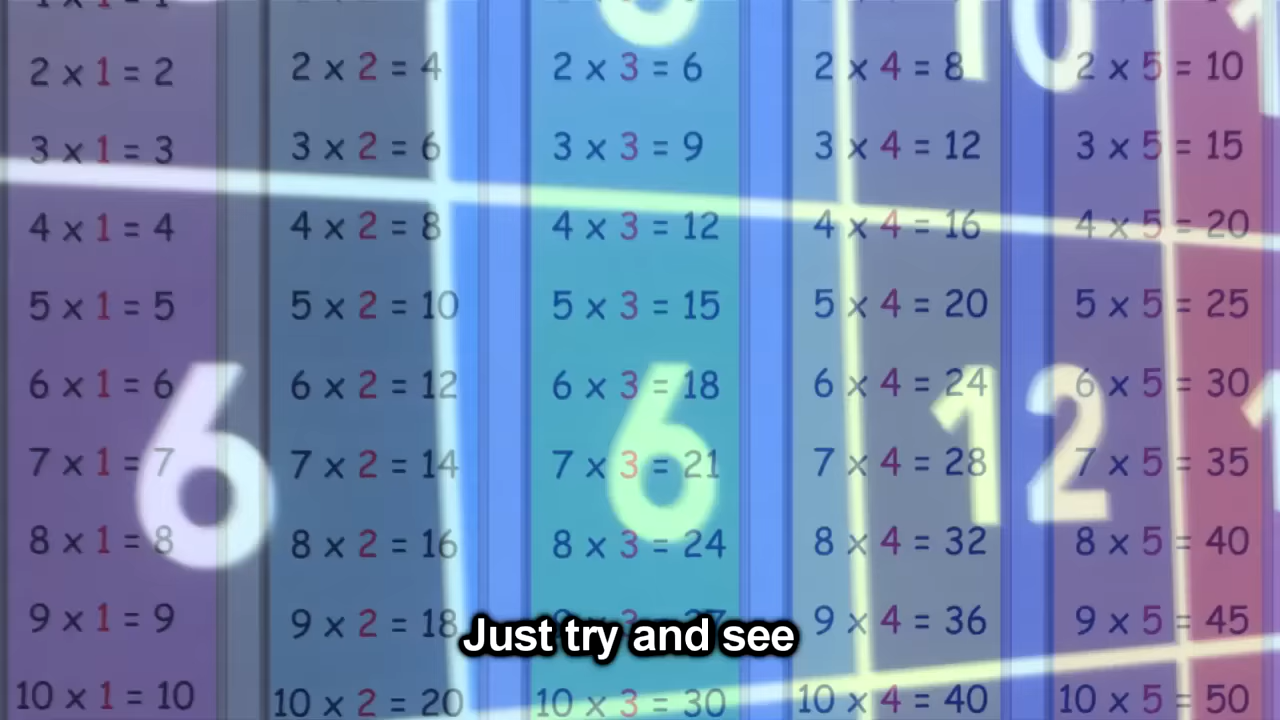 2 x 1 = 2 2 x 2 = 4 2 x 3 = 6 2 x 4 = 8 2 x 5 = 10
3 x 1 = 3 3 x 2 = 6 3 x 3 = 9 3 x 4 = 12 3 x 5 = 15
4 x 1 = 4 4 x 2 = 8 4 x 3 = 12 4 x 4 = 16 4 x 5 = 20
5 x 1 = 5 5 x 2 = 10 5 x 3 = 15 5 x 4 = 20 5 x 5 = 25
6 x 1 = 6 6 x 2 = 12 6 x 3 = 18 6 x 4 = 24 6 x 5 = 30
7 x 1 = 7 7 x 2 = 14 7 x 3 = 21 7 x 4 = 28 7 x 5 = 35
8 x 1 = 8 8 x 2 = 16 8 x 3 = 24 8 x 4 = 32 8 x 5 = 40
9 x 1 = 9 9 x 2 = 18 9 x 4 = 36 9 x 5 = 45
10 x 1 = 10 10 x 2 = 20 10 x 3 = 30 10 x 4 = 40 10 x 5 = 50
10
6 6 12
Just try and see